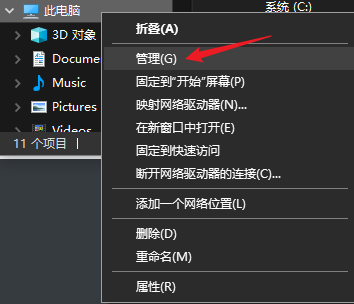 此电脑
3D 对象
Docume
Music
Pictures
Videos
11 个项目
系统 (C:)
折叠(A)
管理(G)
固定到"开始"屏幕(P)
映射网络驱动器(N)...
在新窗口中打开(E)
固定到快速访问
断开网络驱动器的连接(C)...
添加一个网络位置(L)
删除(D)
重命名(M)
属性(R)